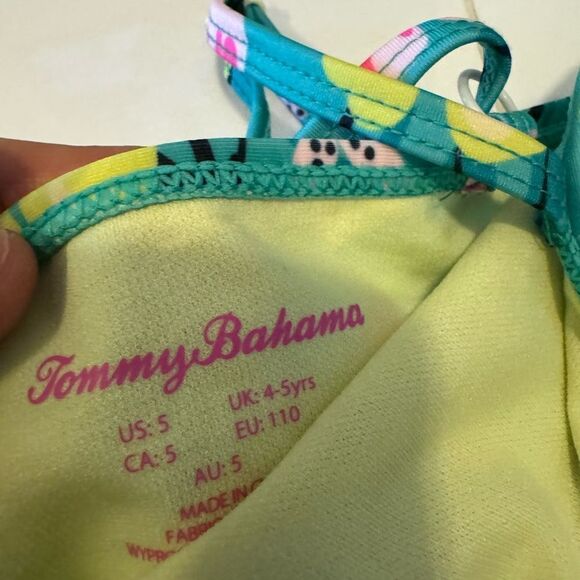 Tommy Bahama
US: 5 UK: 4-5yrs
CA: 5 EU: 110
AU: 5
MADE IN